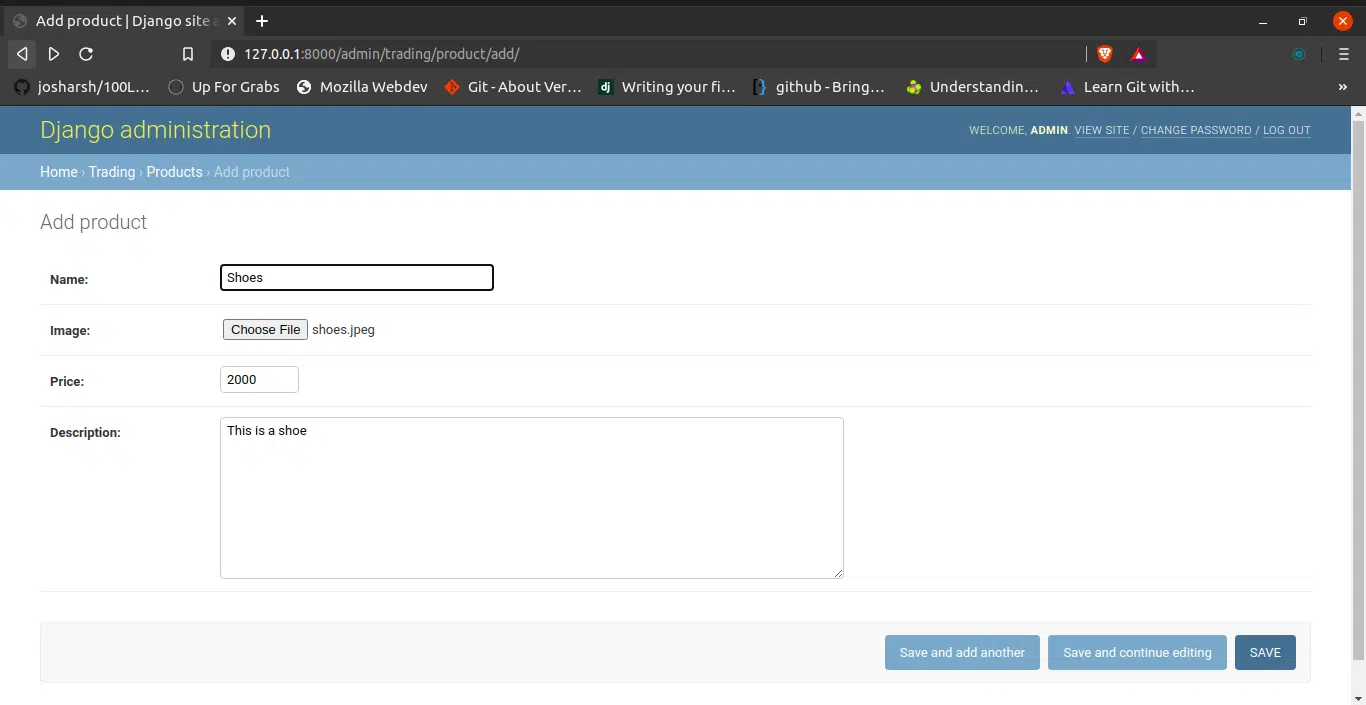 Add product | Django site a
127.0.0.1:8000/admin/trading/product/add/
josharsh/100L... Up For Grabs Mozilla Webdev Git - About Ver... dj Writing your fi... github - Bring... Understandin... Learn Git with... »
Django administration WELCOME, ADMIN. VIEW SITE / CHANGE PASSWORD / LOG OUT
Home › Trading › Products › Add product
Add product
Name: Shoes
Image: Choose File shoes.jpeg
Price: 2000
Description: This is a shoe
Save and add another Save and continue editing SAVE